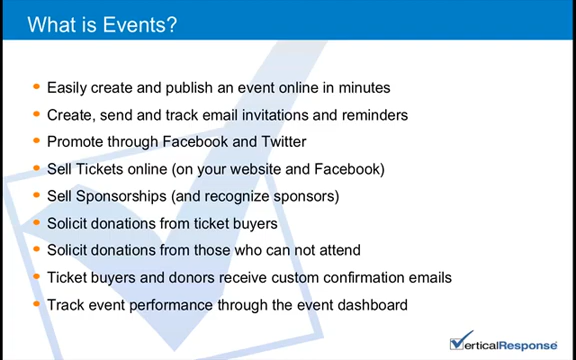 What is Events?
Easily create and publish an event online in minutes
Create, send and track email invitations and reminders
Promote through Facebook and Twitter
Sell Tickets online (on your website and Facebook)
Sell Sponsorships (and recognize sponsors)
Solicit donations from ticket buyers
Solicit donations from those who can not attend
Ticket buyers and donors receive custom confirmation emails
Track event performance through the event dashboard
VerticalResponse